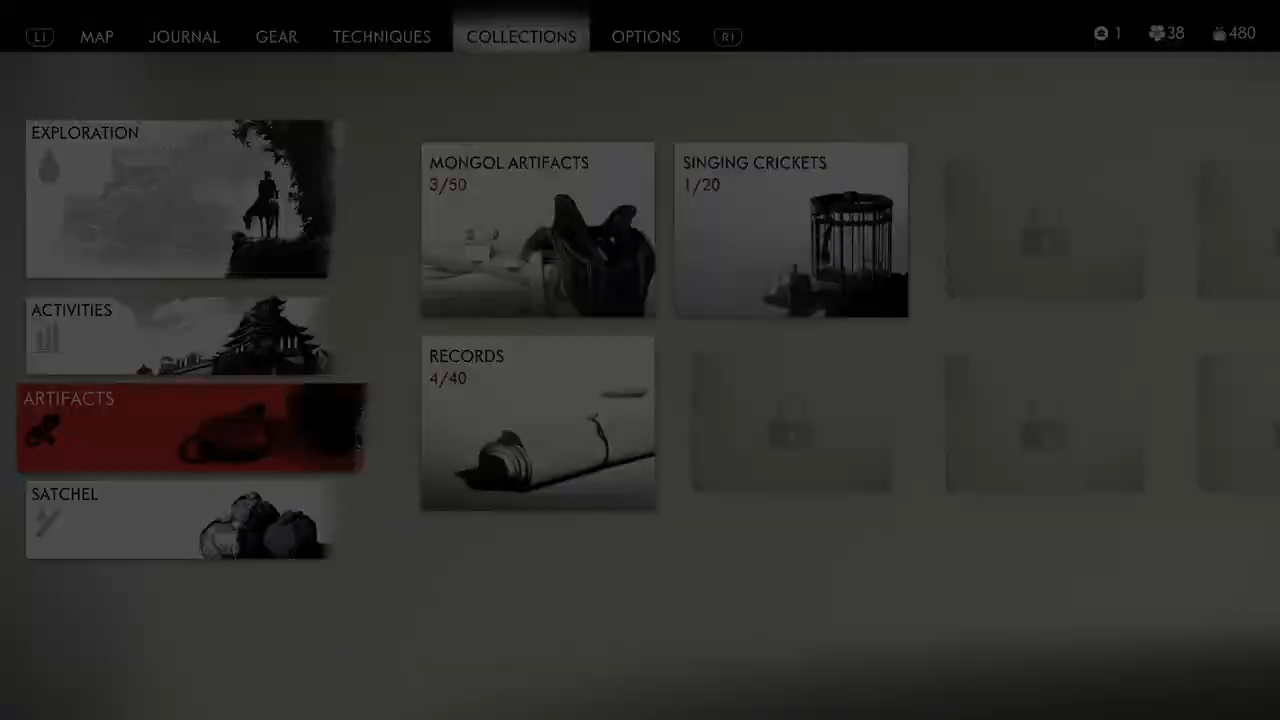 L1 MAP JOURNAL GEAR TECHNIQUES COLLECTIONS OPTIONS R1 1 38 480
EXPLORATION
ACTIVITIES
ARTIFACTS
SATCHEL
MONGOL ARTIFACTS
3/50
SINGING CRICKETS
1/20
RECORDS
4/40